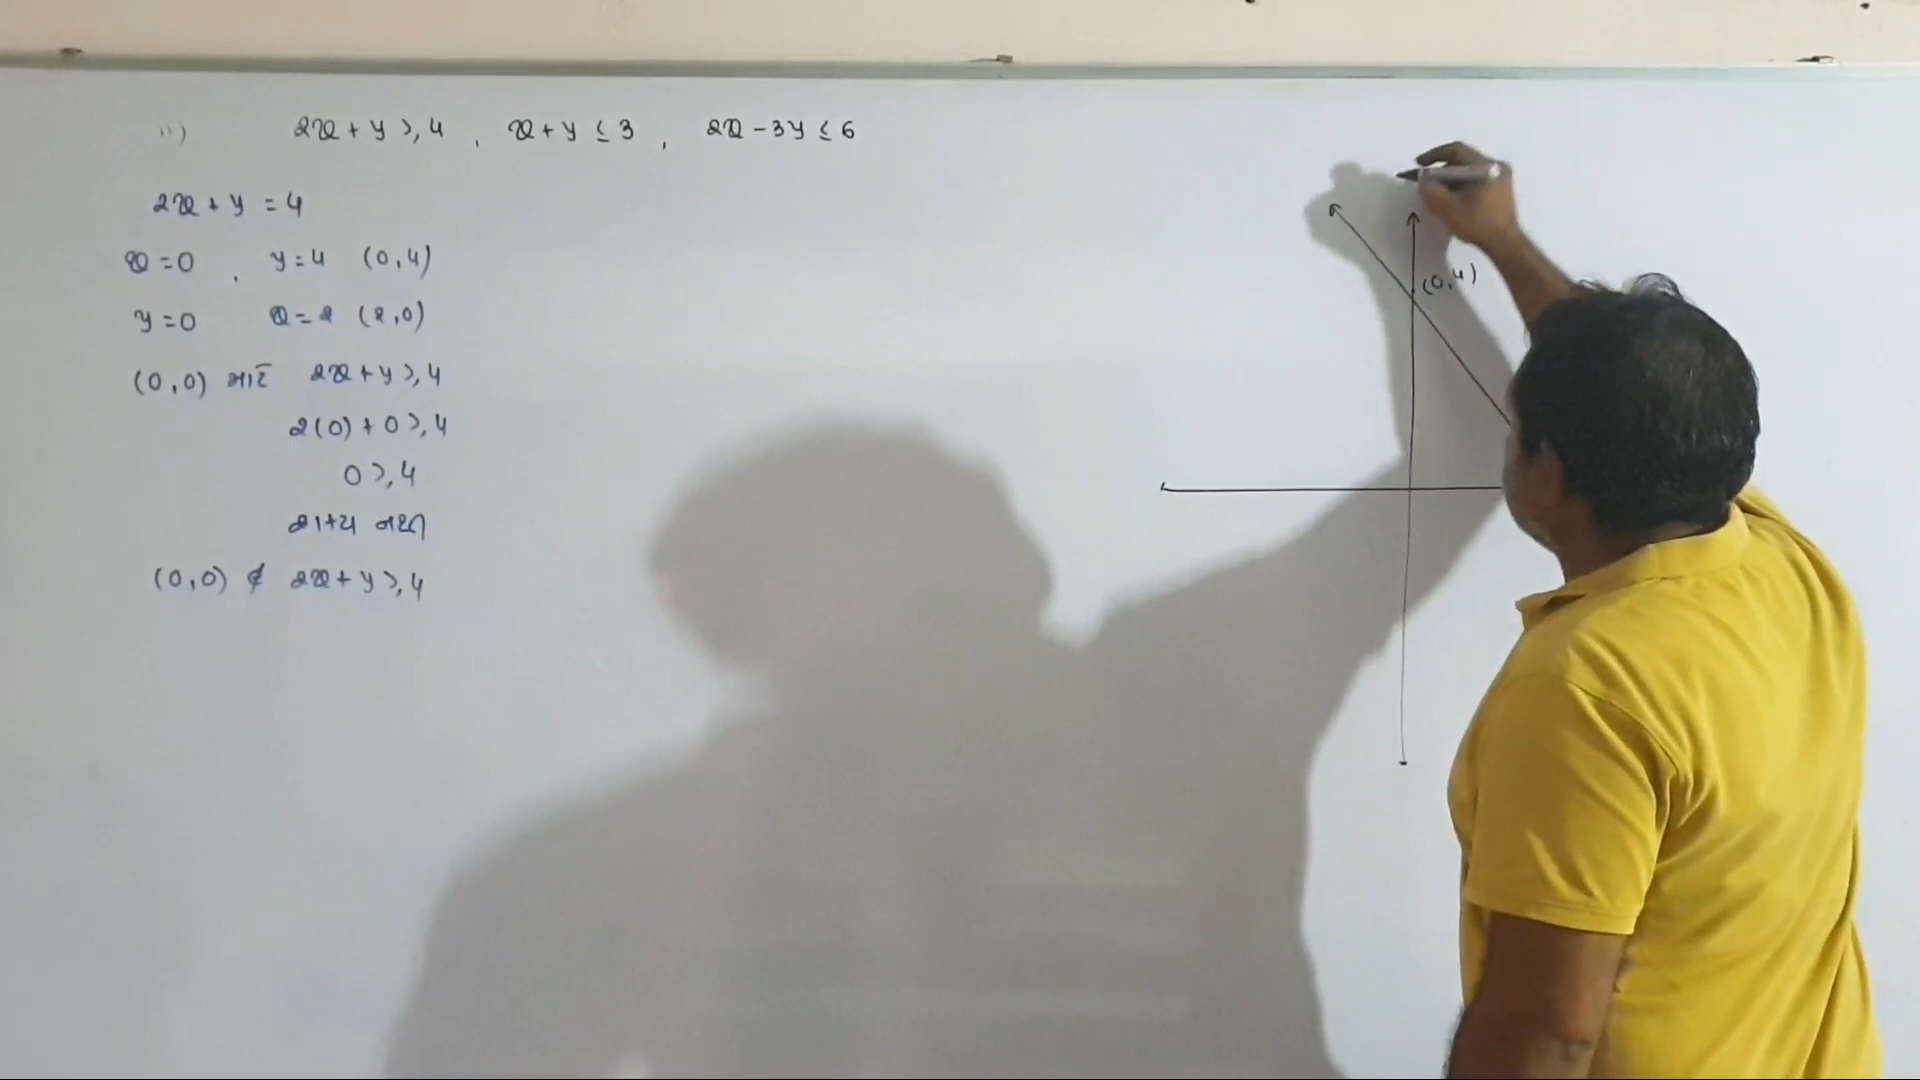 ii) 2x + y ≥ 4 , x + y ≤ 3 , 2x - 3y ≤ 6
2x + y = 4
x = 0 , y = 4 (0,4)
y = 0 x = 2 (2,0)
(0,0) માટે 2x + y ≥ 4
2(0) + 0 ≥ 4
0 ≥ 4
સત્ય નથી
(0,0) ∉ 2x + y ≥ 4
(0,4)